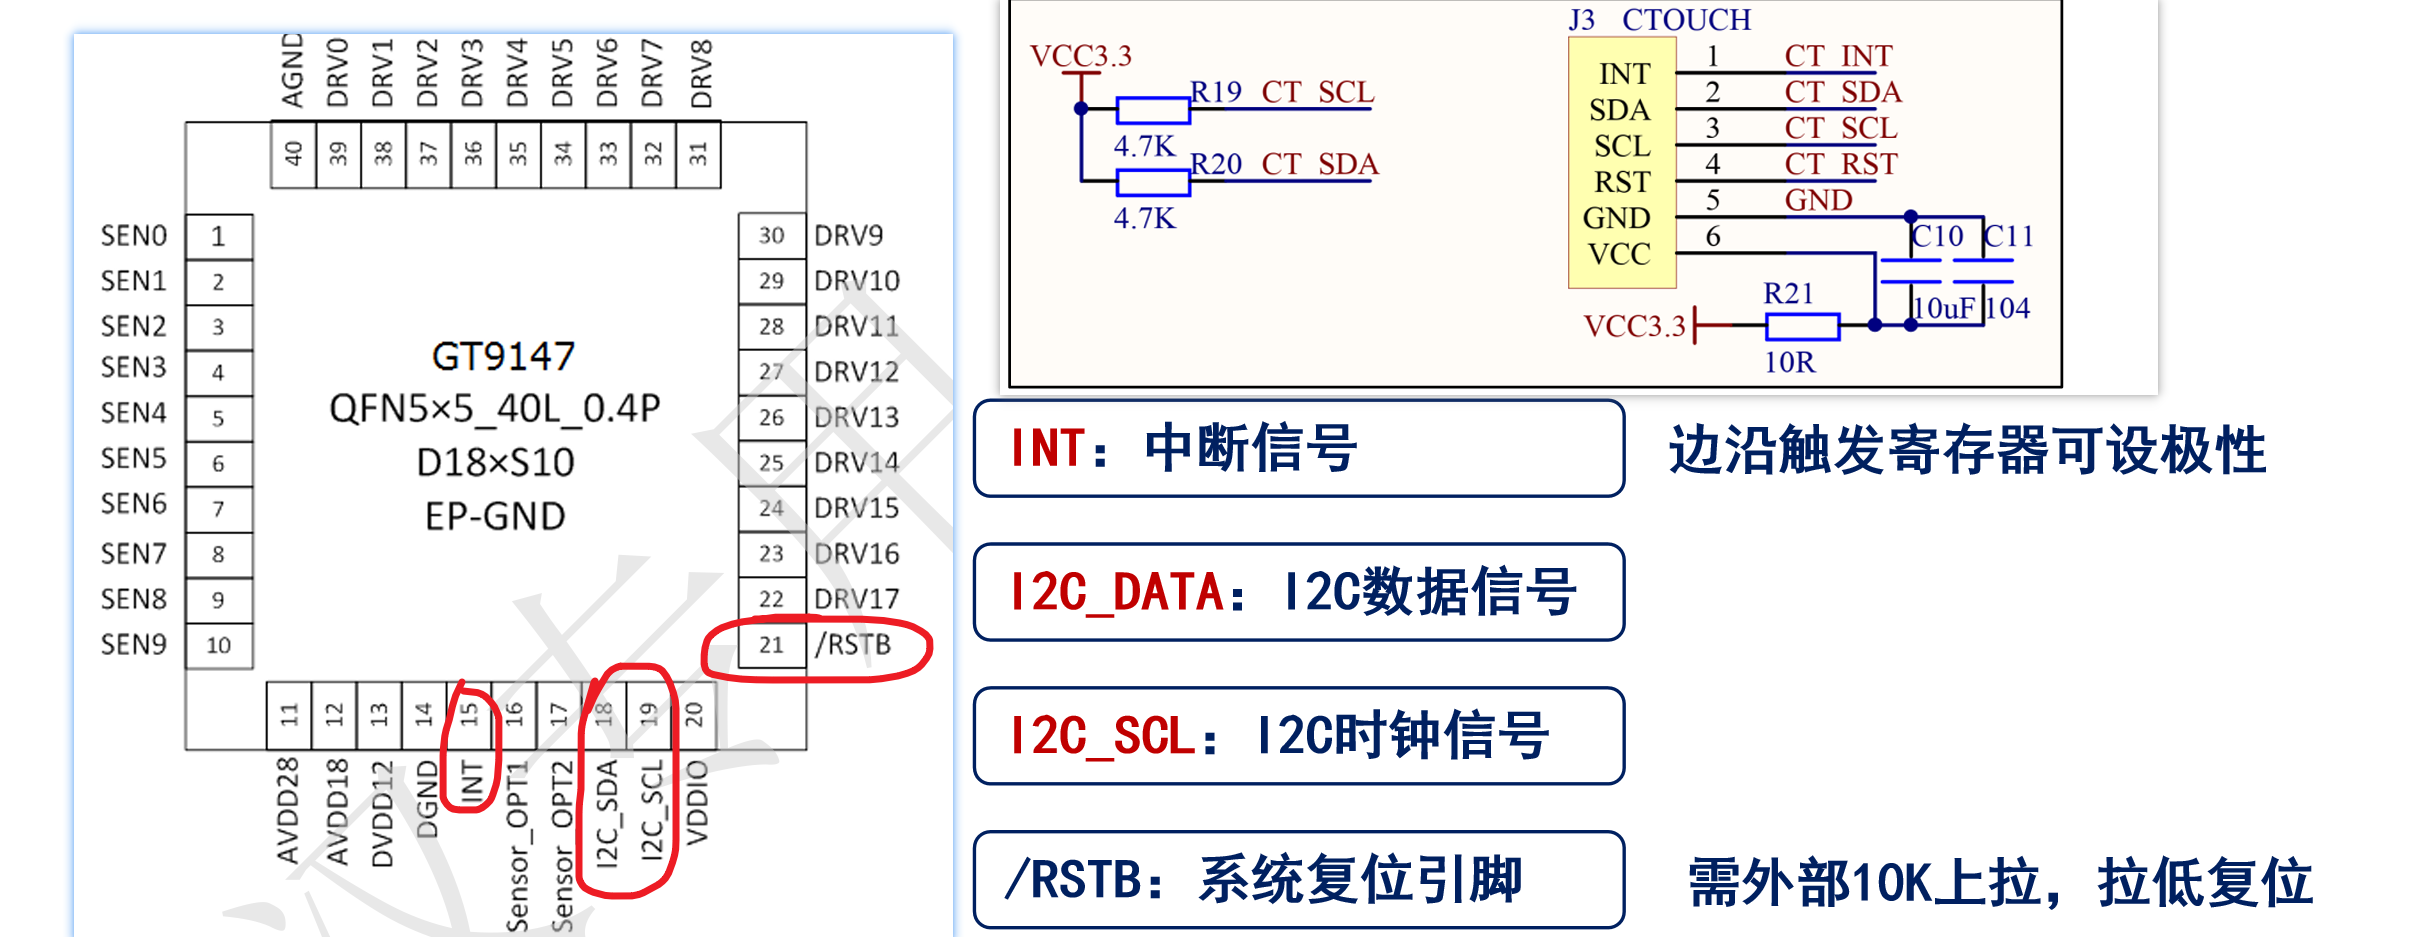 AGND DRV0 DRV1 DRV2 DRV3 DRV4 DRV5 DRV6 DRV7 DRV8
40 39 38 37 36 35 34 33 32 31
SEN0 1
SEN1 2
SEN2 3
SEN3 4
SEN4 5
SEN5 6
SEN6 7
SEN7 8
SEN8 9
SEN9 10
GT9147
QFN5×5_40L_0.4P
D18×S10
EP-GND
30 DRV9
29 DRV10
28 DRV11
27 DRV12
26 DRV13
25 DRV14
24 DRV15
23 DRV16
22 DRV17
21 /RSTB
11 12 13 14 15 16 17 18 19 20
AVDD28 AVDD18 DVDD12 DGND INT Sensor_OPT1 Sensor_OPT2 I2C_SDA I2C_SCL VDDIO
VCC3.3
R19 CT_SCL
4.7K
R20 CT_SDA
4.7K
J3 CTOUCH
INT 1 CT_INT
SDA 2 CT_SDA
SCL 3 CT_SCL
RST 4 CT_RST
GND 5 GND
VCC 6
C10 C11
10uF 104
R21
VCC3.3
10R
INT：中断信号
边沿触发寄存器可设极性
I2C_DATA：I2C数据信号
I2C_SCL：I2C时钟信号
/RSTB：系统复位引脚
需外部10K上拉，拉低复位